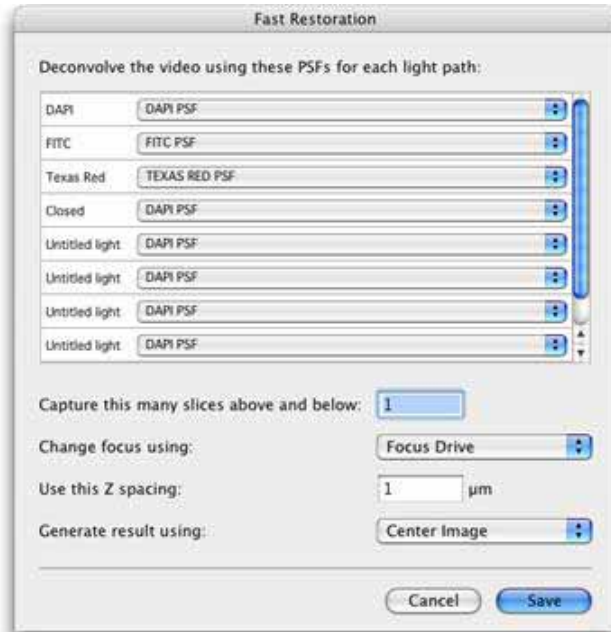 Fast Restoration
Deconvolve the video using these PSFs for each light path:
DAPI DAPI PSF
FITC FITC PSF
Texas Red TEXAS RED PSF
Closed DAPI PSF
Untitled light DAPI PSF
Untitled light DAPI PSF
Untitled light DAPI PSF
Untitled light DAPI PSF
Capture this many slices above and below: 1
Change focus using: Focus Drive
Use this Z spacing: 1 µm
Generate result using: Center Image
Cancel Save